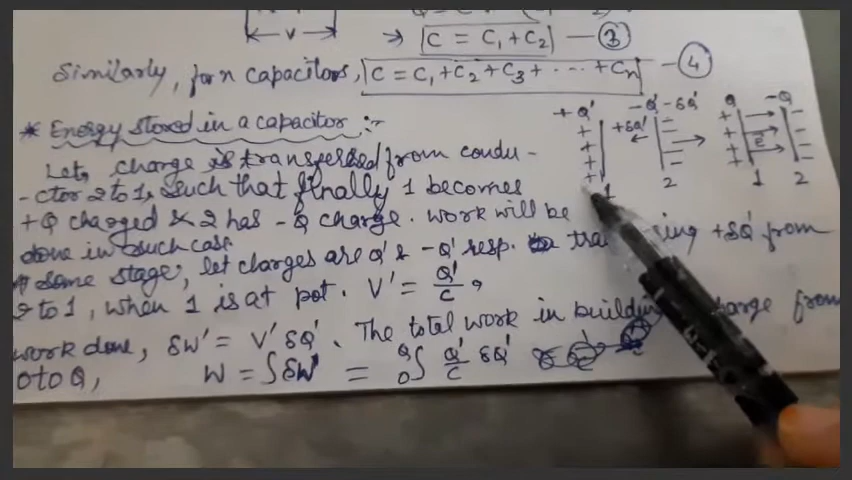 V
→ C = C₁ + C₂ — ③
Similarly, for n capacitors, C = C₁ + C₂ + C₃ + ··· + Cₙ — ④
* Energy stored in a capacitor :-
Let, charge is transferred from condu-
-ctor 2 to 1, such that finally 1 becomes
+Q charged & 2 has -Q charge. work will be
done in such case
some stage, let charges are Q' & -Q' resp. from
2 to 1, when 1 is at pot. V' = Q'/C,
work done, δW' = V' δQ'. The total work in building charge from
0 to Q, W = ∫δW' = ₀∫^Q Q'/C δQ'
+Q' -Q'-δQ' Q -Q
+δQ' e⁻
1 2 1 2
+δQ' from